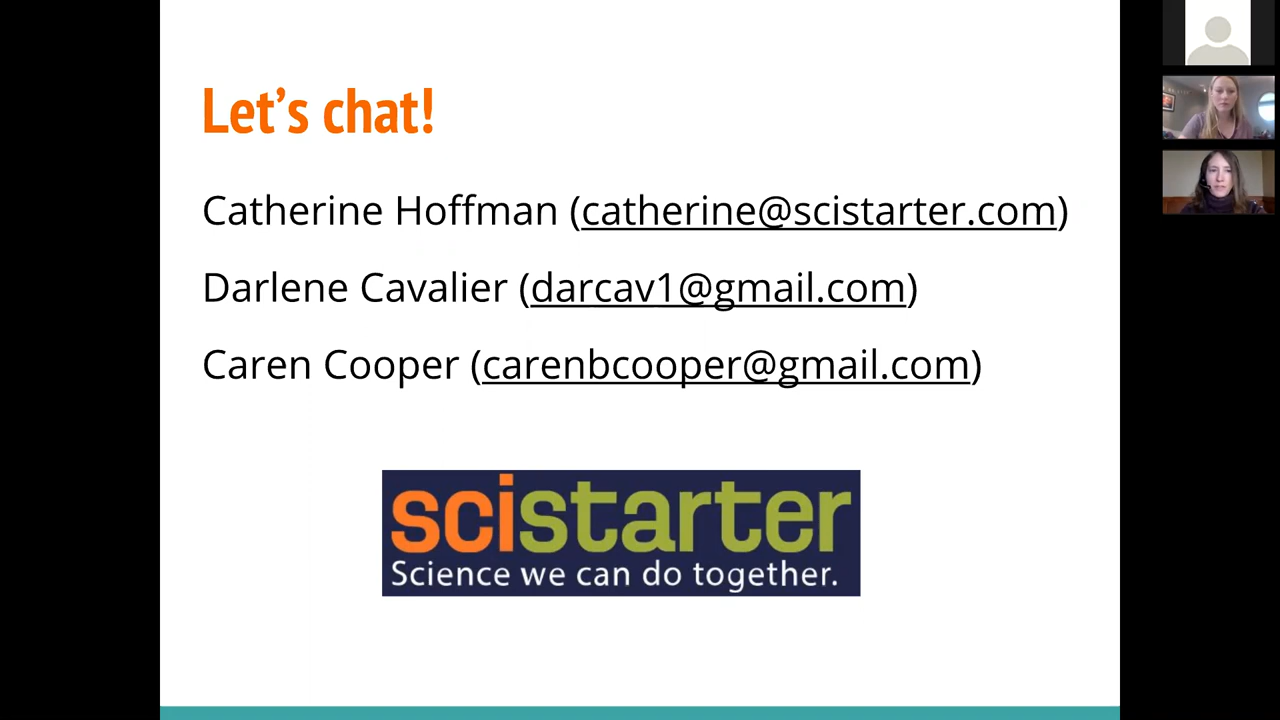 Let's chat!
Catherine Hoffman (catherine@scistarter.com)
Darlene Cavalier (darcav1@gmail.com)
Caren Cooper (carenbcooper@gmail.com)
scistarter
Science we can do together.